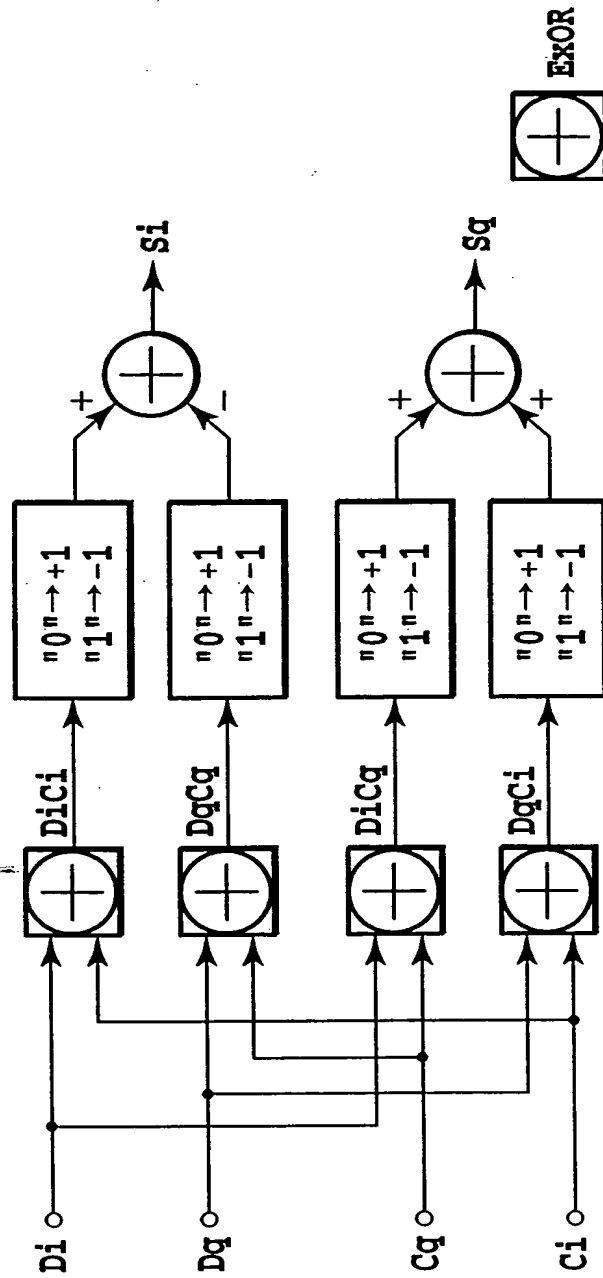 Di
Dq
Cq
Ci
DiCi
DqCq
DiCq
DqCi
"0"→+1
"1"→-1
"0"→+1
"1"→-1
"0"→+1
"1"→-1
"0"→+1
"1"→-1
+
-
+
+
Si
Sq
ExOR